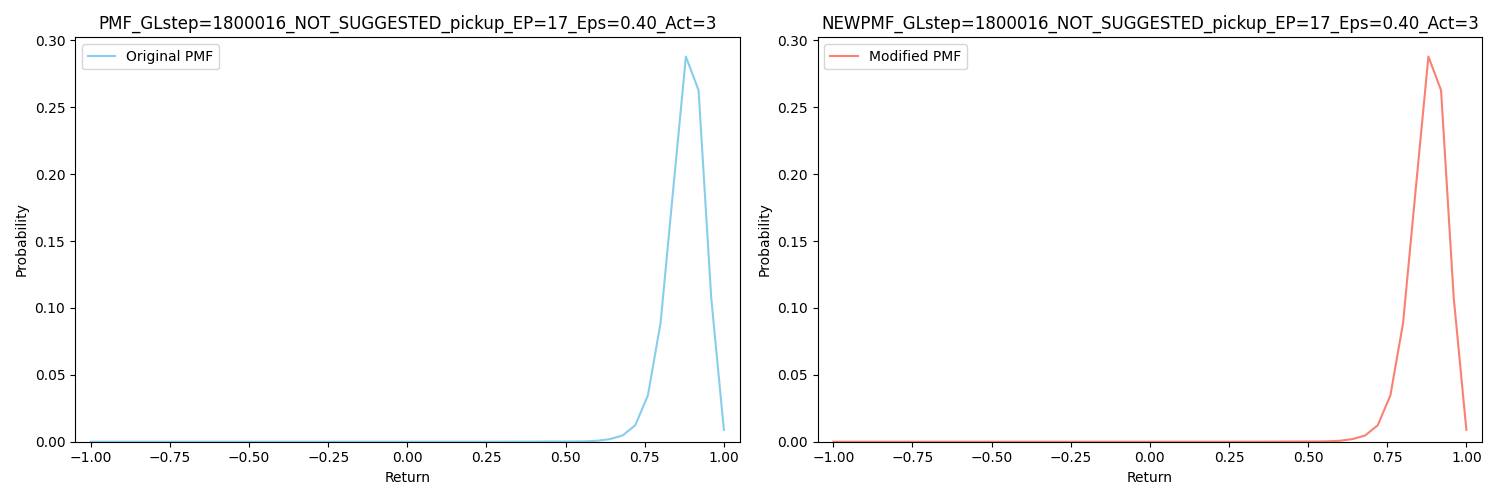 PMF_GLstep=1800016_NOT_SUGGESTED_pickup_EP=17_Eps=0.40_Act=3
0.30
0.25
0.20
0.15
0.10
0.05
0.00
Probability
Original PMF
−1.00 −0.75 −0.50 −0.25 0.00 0.25 0.50 0.75 1.00
Return
NEWPMF_GLstep=1800016_NOT_SUGGESTED_pickup_EP=17_Eps=0.40_Act=3
0.30
0.25
0.20
0.15
0.10
0.05
0.00
Probability
Modified PMF
−1.00 −0.75 −0.50 −0.25 0.00 0.25 0.50 0.75 1.00
Return